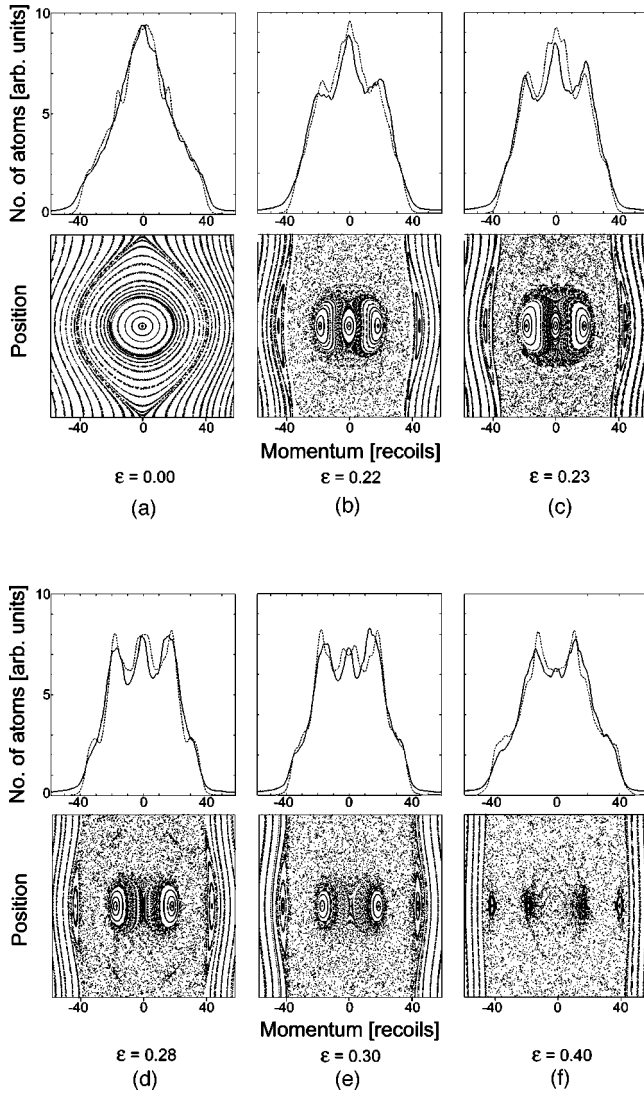 No. of atoms [arb. units]
10
5
0
-40 0 40
-40 0 40
-40 0 40
Position
-40 0 40
-40 0 40
-40 0 40
Momentum [recoils]
ε = 0.00
ε = 0.22
ε = 0.23
(a)
(b)
(c)
No. of atoms [arb. units]
10
5
0
-40 0 40
-40 0 40
-40 0 40
Position
-40 0 40
-40 0 40
-40 0 40
Momentum [recoils]
ε = 0.28
ε = 0.30
ε = 0.40
(d)
(e)
(f)